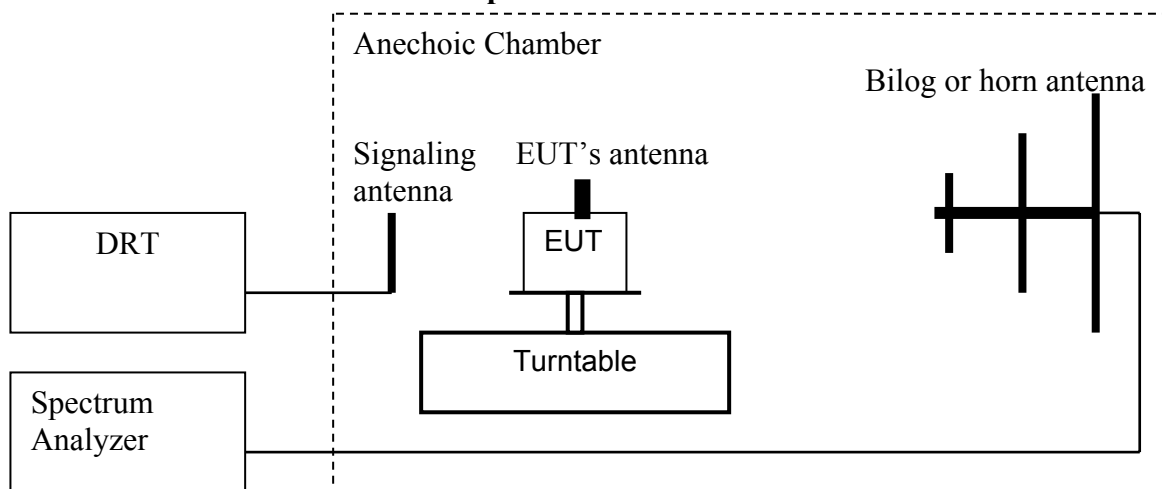 Anechoic Chamber
Bilog or horn antenna
Signaling
antenna
EUT’s antenna
DRT
EUT
Turntable
Spectrum
Analyzer